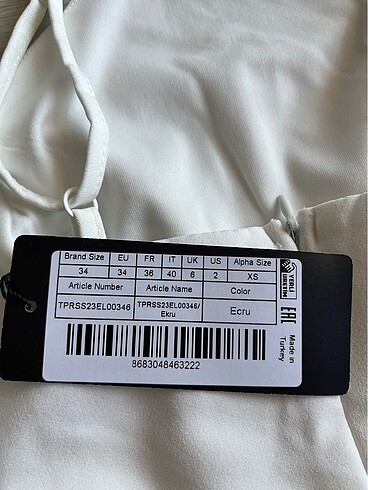 Brand Size EU FR IT UK US Alpha Size
34 34 36 40 6 2 XS
Article Number Article Name Color
TPRSS23EL00346 TPRSS23EL00346/ Ecru
Ekru
8683048463222
YERLİ
ÜRETİM
EAC
Made in
Turkey